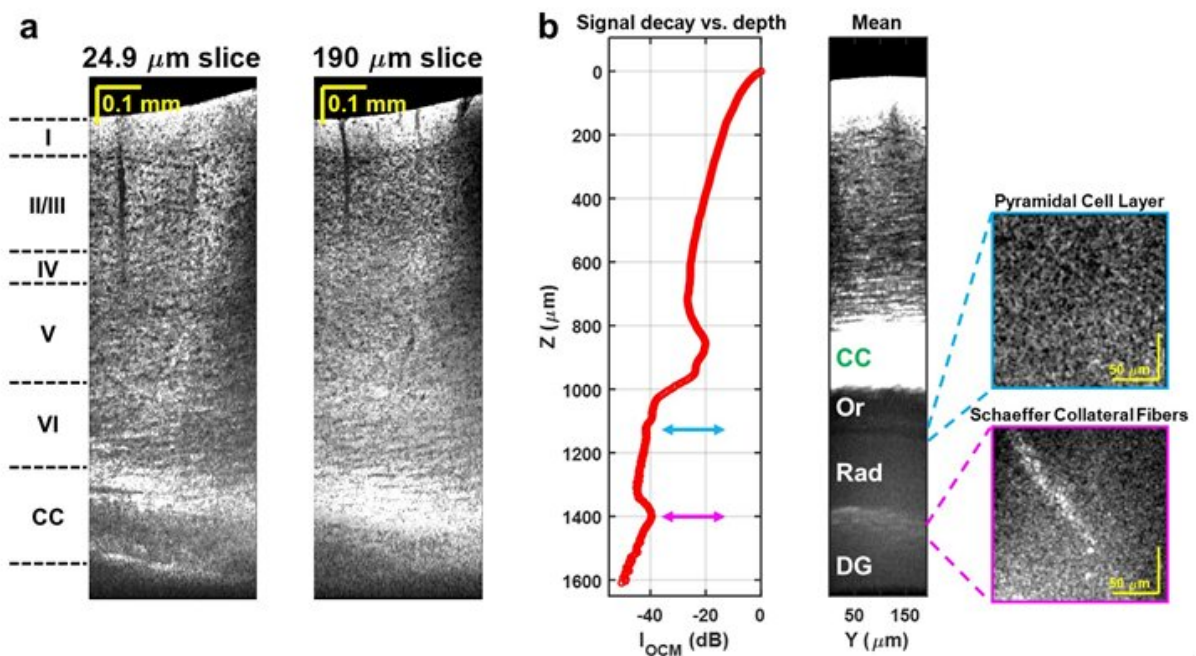 a
24.9 μm slice
190 μm slice
0.1 mm
0.1 mm
I
II/III
IV
V
VI
CC
b
Signal decay vs. depth
0
200
400
600
800
1000
1200
1400
1600
Z (μm)
-40 -20 0
I_OCM (dB)
Mean
CC
Or
Rad
DG
50 150
Y (μm)
Pyramidal Cell Layer
50 μm
Schaeffer Collateral Fibers
50 μm